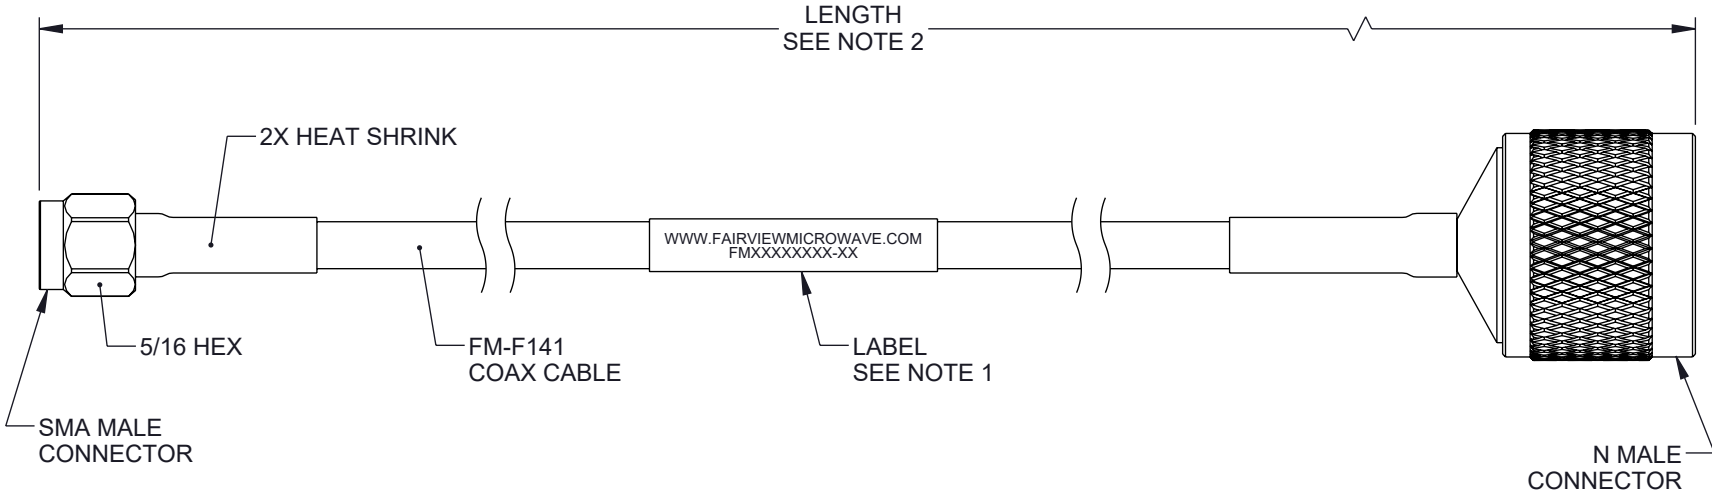 LENGTH
SEE NOTE 2
2X HEAT SHRINK
WWW.FAIRVIEWMICROWAVE.COM
FMXXXXXXXX-XX
5/16 HEX
FM-F141
COAX CABLE
LABEL
SEE NOTE 1
SMA MALE
CONNECTOR
N MALE
CONNECTOR